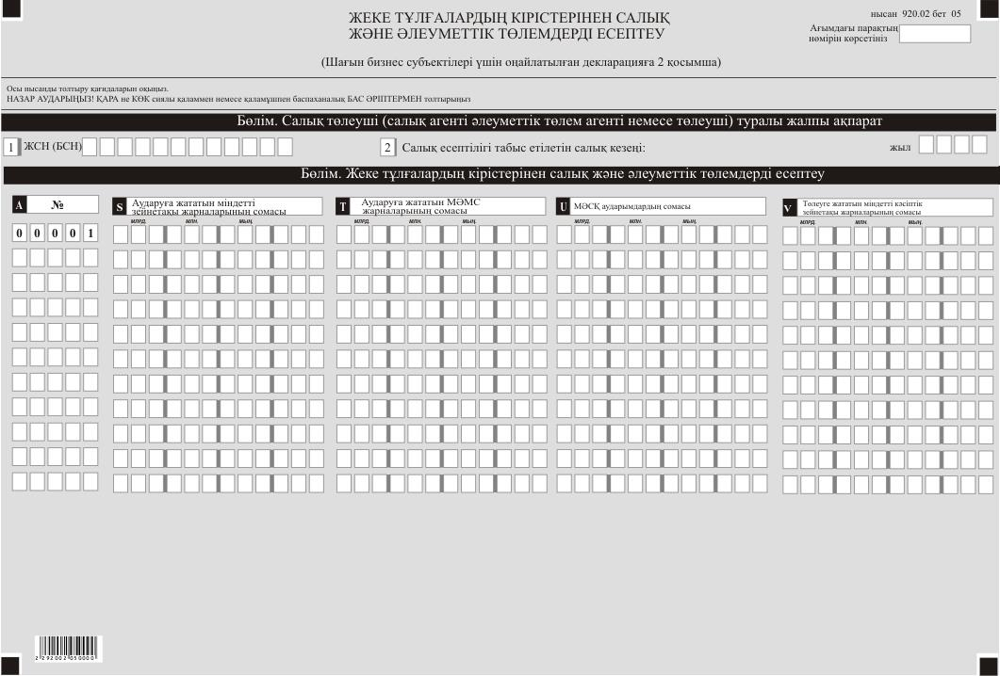 ЖЕКЕ ТҰЛҒАЛАРДЫҢ КІРІСТЕРІНЕН САЛЫҚ
ЖӘНЕ ӘЛЕУМЕТТІК ТӨЛЕМДЕРДІ ЕСЕПТЕУ
нысан 920.02 бет 05
Ағымдағы парақтың
нөмірін көрсетініз
(Шағын бизнес субъектілері үшін оңайлатылған декларацияға 2 қосымша)
Осы нысанды толтыру қағидаларын оқыңыз.
НАЗАР АУДАРЫҢЫЗ! ҚАРА не КӨК сиялы қаламмен немесе қаламұшпен баспаханалық БАС ӘРІПТЕРМЕН толтырыңыз
Бөлім. Салық төлеуші (салық агенті әлеуметтік төлем агенті немесе төлеуші) туралы жалпы ақпарат
1 ЖСН (БСН)
2 Салық есептілігі табыс етілетін салық кезеңі:
жыл
Бөлім. Жеке тұлғалардың кірістерінен салық және әлеуметтік төлемдерді есептеу
A №
S Аударуға жататын міндетті
зейнетақы жарналарының сомасы
T Аударуға жататын МӘМС
жарналарының сомасы
U МӘСҚ аударымдардың сомасы
V Төлеуге жататын міндетті кәсіптік
зейнетақы жарналарының сомасы
МЛРД. МЛН. МЫҢ.
МЛРД. МЛН. МЫҢ.
МЛРД. МЛН. МЫҢ.
МЛРД. МЛН. МЫҢ.
0 0 0 0 1
2 292002 050000